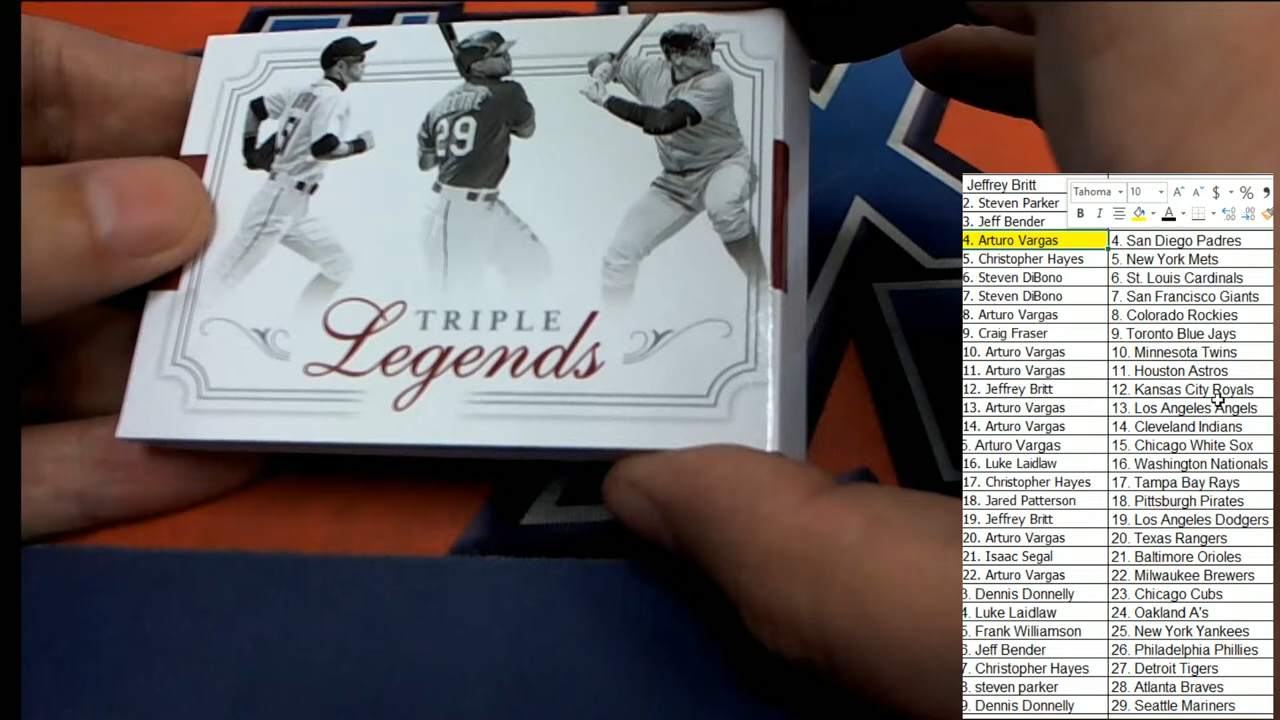 29
TRIPLE
Legends
Jeffrey Britt
2. Steven Parker
3. Jeff Bender
Tahoma 10 A A $ % ,
B I A
4. Arturo Vargas 4. San Diego Padres
5. Christopher Hayes 5. New York Mets
6. Steven DiBono 6. St. Louis Cardinals
7. Steven DiBono 7. San Francisco Giants
8. Arturo Vargas 8. Colorado Rockies
9. Craig Fraser 9. Toronto Blue Jays
10. Arturo Vargas 10. Minnesota Twins
11. Arturo Vargas 11. Houston Astros
12. Jeffrey Britt 12. Kansas City Royals
13. Arturo Vargas 13. Los Angeles Angels
14. Arturo Vargas 14. Cleveland Indians
5. Arturo Vargas 15. Chicago White Sox
16. Luke Laidlaw 16. Washington Nationals
17. Christopher Hayes 17. Tampa Bay Rays
18. Jared Patterson 18. Pittsburgh Pirates
19. Jeffrey Britt 19. Los Angeles Dodgers
20. Arturo Vargas 20. Texas Rangers
21. Isaac Segal 21. Baltimore Orioles
22. Arturo Vargas 22. Milwaukee Brewers
3. Dennis Donnelly 23. Chicago Cubs
4. Luke Laidlaw 24. Oakland A's
5. Frank Williamson 25. New York Yankees
6. Jeff Bender 26. Philadelphia Phillies
7. Christopher Hayes 27. Detroit Tigers
8. steven parker 28. Atlanta Braves
9. Dennis Donnelly 29. Seattle Mariners